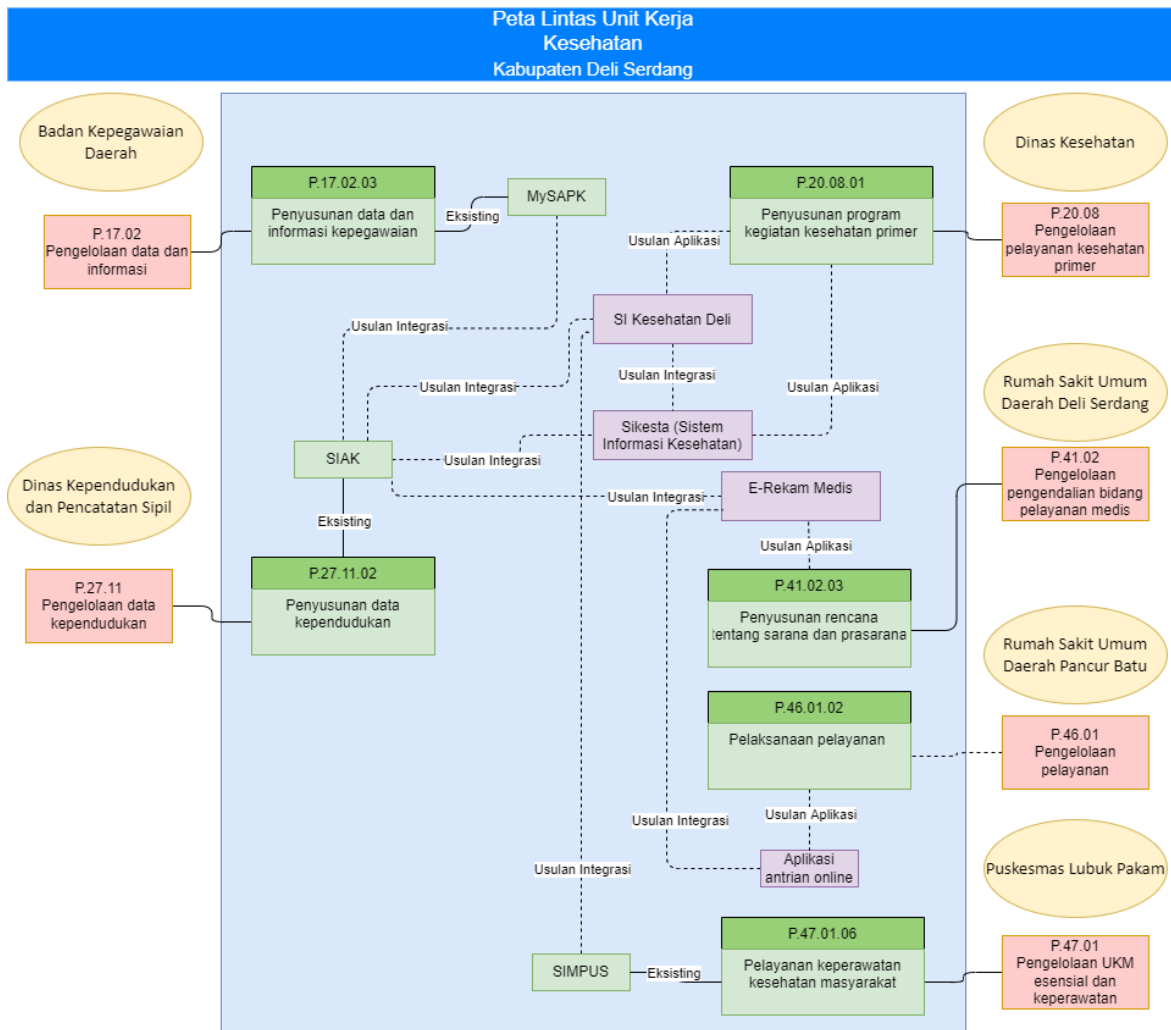 Peta Lintas Unit Kerja
Kesehatan
Kabupaten Deli Serdang
Badan Kepegawaian
Daerah
P.17.02
Pengelolaan data dan
informasi
P.17.02.03
Penyusunan data dan
informasi kepegawaian
Eksisting
MySAPK
P.20.08.01
Penyusunan program
kegiatan kesehatan primer
Usulan Aplikasi
Dinas Kesehatan
P.20.08
Pengelolaan
pelayanan kesehatan
primer
SI Kesehatan Deli
Usulan Integrasi
Usulan Integrasi
Usulan Integrasi
Usulan Aplikasi
Rumah Sakit Umum
Daerah Deli Serdang
P.41.02
Pengelolaan
pengendalian bidang
pelayanan medis
Sikesta (Sistem
Informasi Kesehatan)
SIAK
Usulan Integrasi
Dinas Kependudukan
dan Pencatatan Sipil
P.27.11
Pengelolaan data
kependudukan
Eksisting
P.27.11.02
Penyusunan data
kependudukan
Usulan Integrasi
E-Rekam Medis
Usulan Aplikasi
P.41.02.03
Penyusunan rencana
tentang sarana dan prasarana
Rumah Sakit Umum
Daerah Pancur Batu
P.46.01
Pengelolaan
pelayanan
P.46.01.02
Pelaksanaan pelayanan
Usulan Aplikasi
Usulan Integrasi
Aplikasi
antrian online
Usulan Integrasi
Puskesmas Lubuk Pakam
P.47.01
Pengelolaan UKM
esensial dan
keperawatan
P.47.01.06
Pelayanan keperawatan
kesehatan masyarakat
Eksisting
SIMPUS